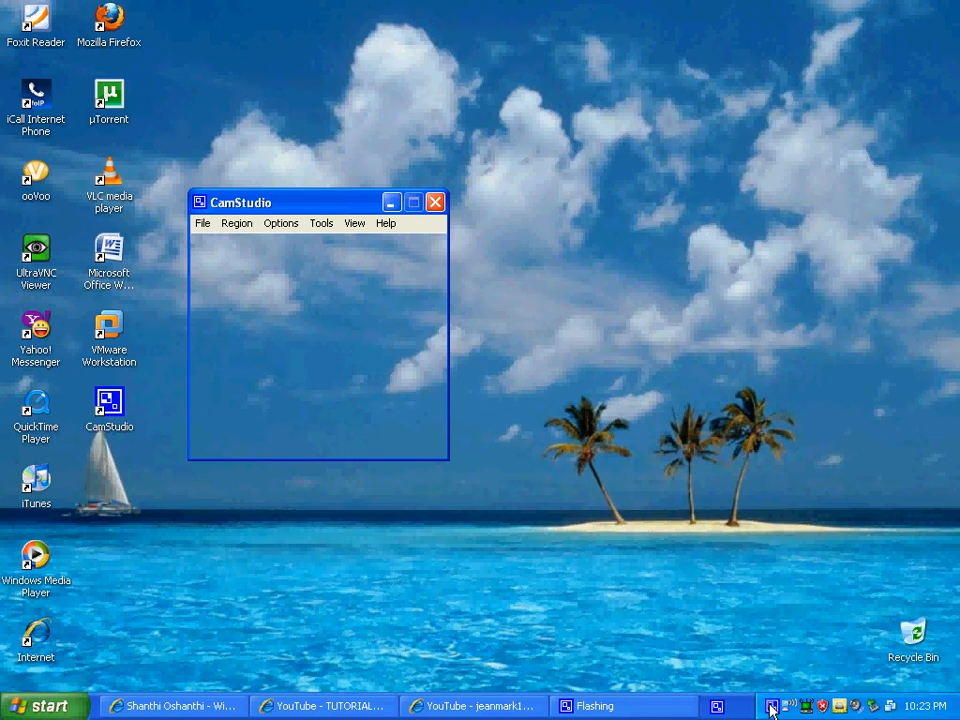 Foxit Reader
Mozilla Firefox
iCall Internet
Phone
µTorrent
ooVoo
VLC media
player
UltraVNC
Viewer
Microsoft
Office W...
Yahoo!
Messenger
VMware
Workstation
QuickTime
Player
CamStudio
iTunes
Windows Media
Player
Internet
CamStudio
File Region Options Tools View Help
Recycle Bin
start
Shanthi Oshanthi - Wi...
YouTube - TUTORIAL...
YouTube - jeanmark1...
Flashing
10:23 PM